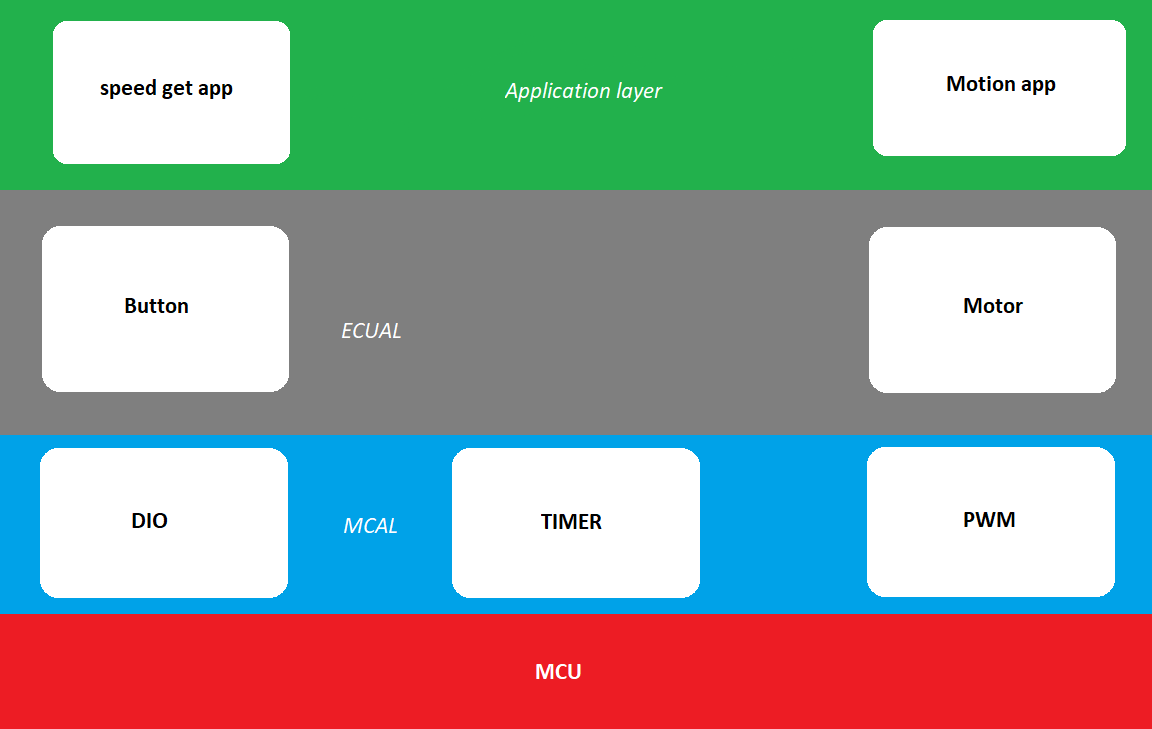 speed get app
Application layer
Motion app
Button
ECUAL
Motor
DIO
MCAL
TIMER
PWM
MCU